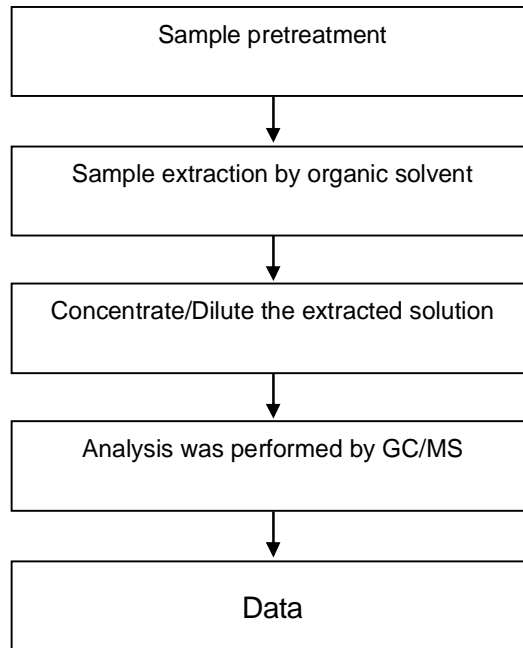 Sample pretreatment
Sample extraction by organic solvent
Concentrate/Dilute the extracted solution
Analysis was performed by GC/MS
Data